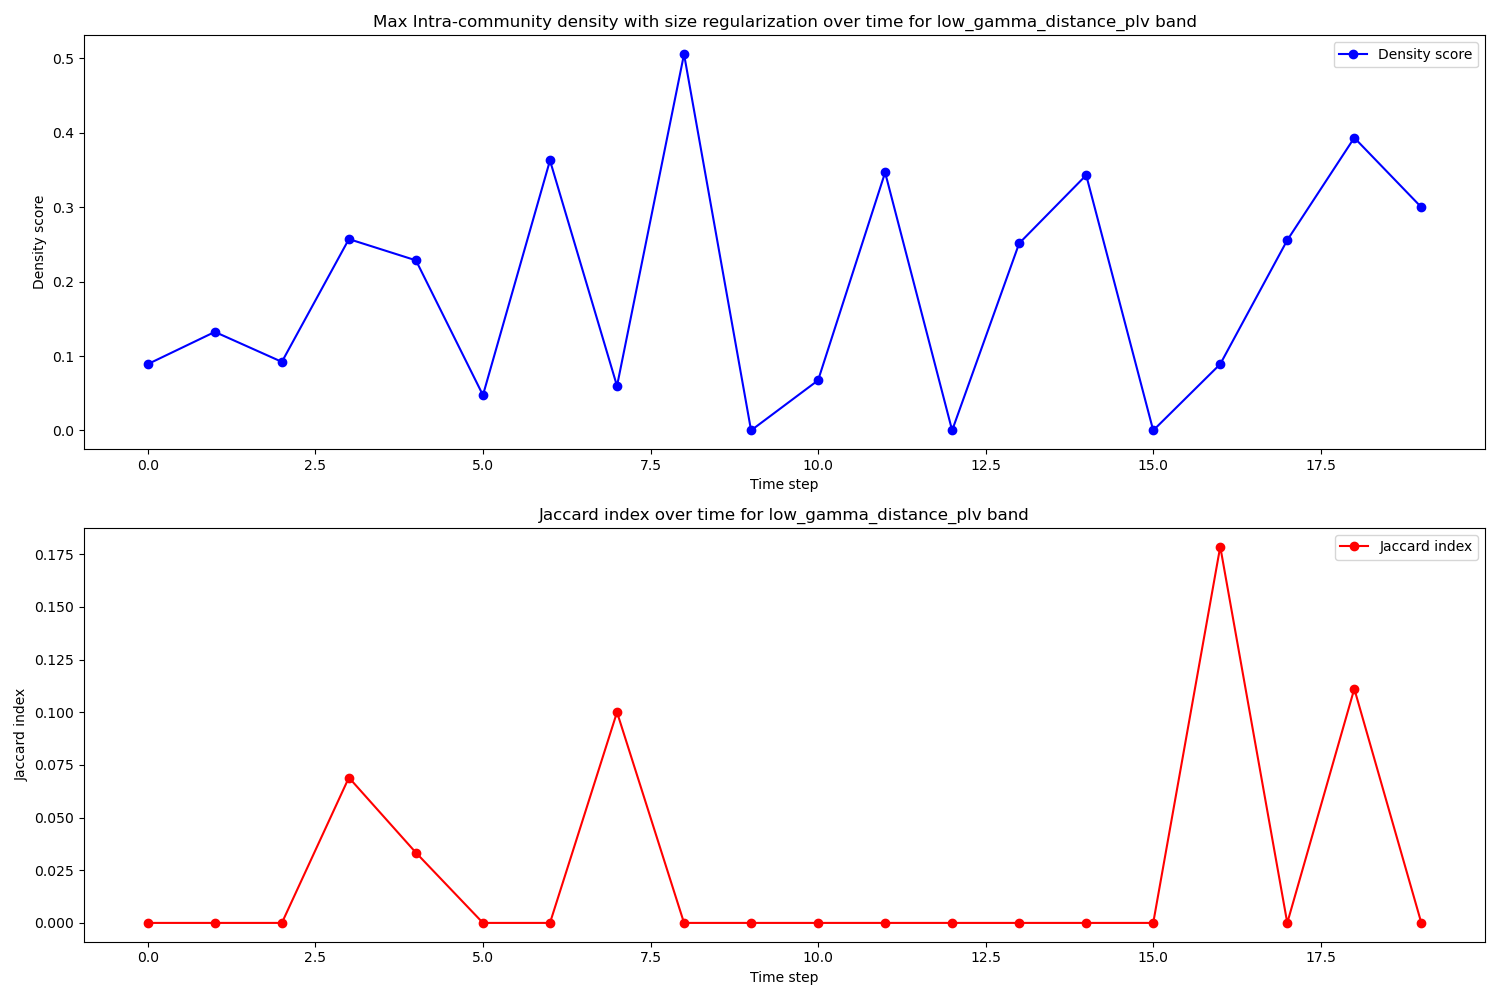 Max Intra-community density with size regularization over time for low_gamma_distance_plv band
Density score
0.5
0.4
0.3
0.2
0.1
0.0
Density score
0.0 2.5 5.0 7.5 10.0 12.5 15.0 17.5
Time step
Jaccard index over time for low_gamma_distance_plv band
Jaccard index
0.175
0.150
0.125
0.100
0.075
0.050
0.025
0.000
Jaccard index
0.0 2.5 5.0 7.5 10.0 12.5 15.0 17.5
Time step